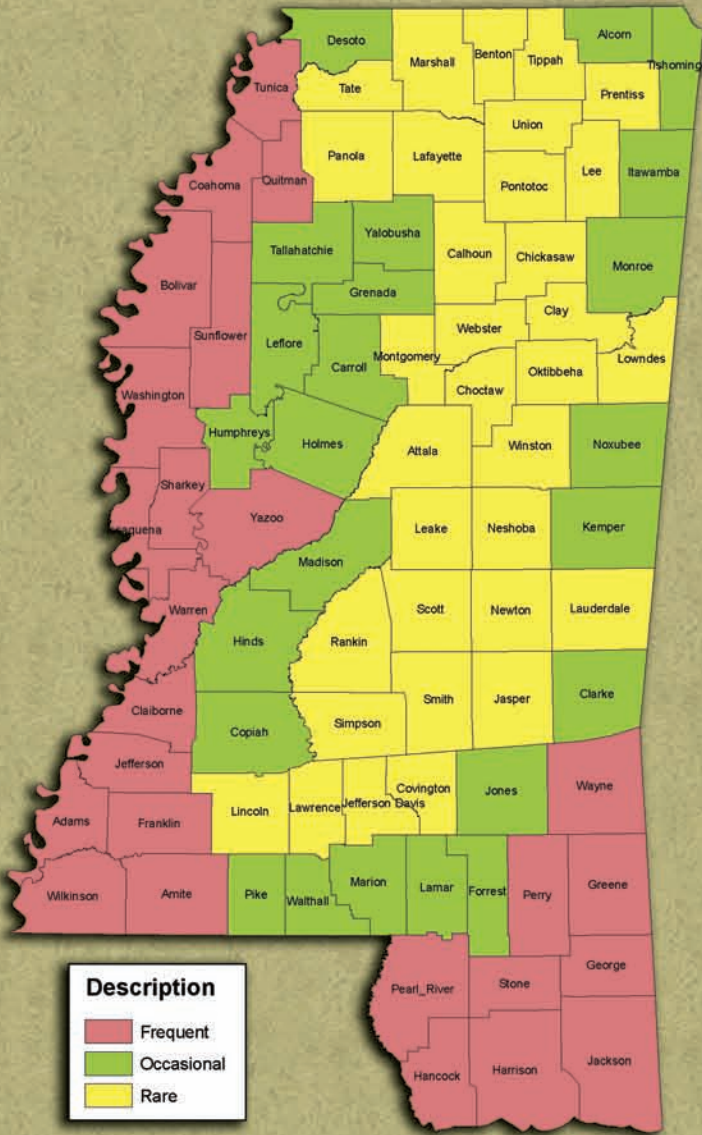 Desoto
Alcorn
Marshall
Benton
Tippah
Tishoming
Tunica
Tate
Prentiss
Union
Panola
Lafayette
Lee
Quitman
Coahoma
Pontotoc
Itawamba
Yalobusha
Tallahatchie
Calhoun
Chickasaw
Monroe
Bolivar
Grenada
Clay
Webster
Sunflower
Leflore
Carroll
Montgomery
Lowndes
Oktibbeha
Choctaw
Washington
Humphreys
Holmes
Attala
Winston
Noxubee
Sharkey
Yazoo
Leake
Neshoba
Kemper
ssaquena
Madison
Warren
Scott
Newton
Lauderdale
Hinds
Rankin
Smith
Jasper
Clarke
Claiborne
Copiah
Simpson
Jefferson
Covington
Jones
Wayne
Lincoln
Lawrence
Jefferson Davis
Adams
Franklin
Marion
Lamar
Forrest
Perry
Greene
Wilkinson
Amite
Pike
Walthall
George
Pearl_River
Stone
Jackson
Hancock
Harrison
Description
Frequent
Occasional
Rare